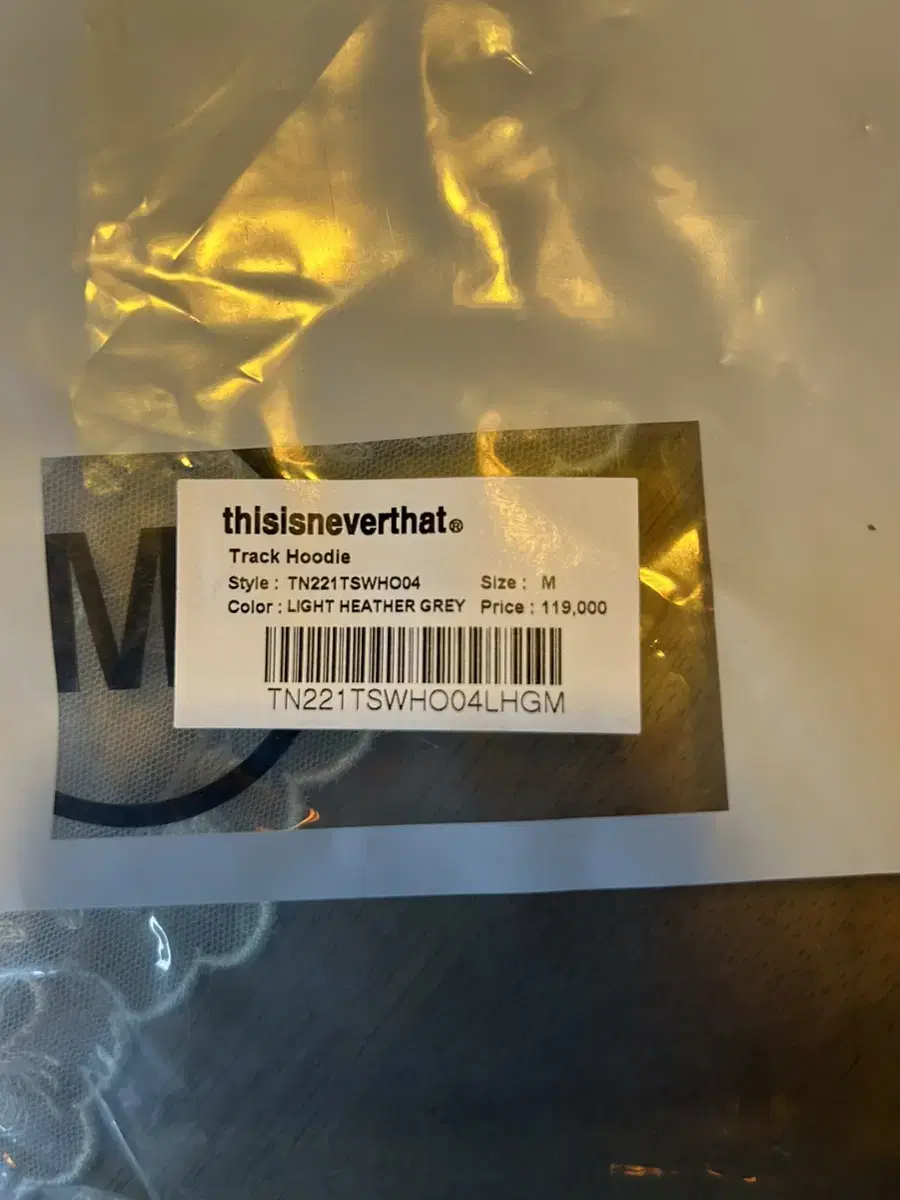 thisisneverthat®
Track Hoodie
Style : TN221TSWHO04 Size : M
Color : LIGHT HEATHER GREY Price : 119,000
TN221TSWHO04LHGM
M